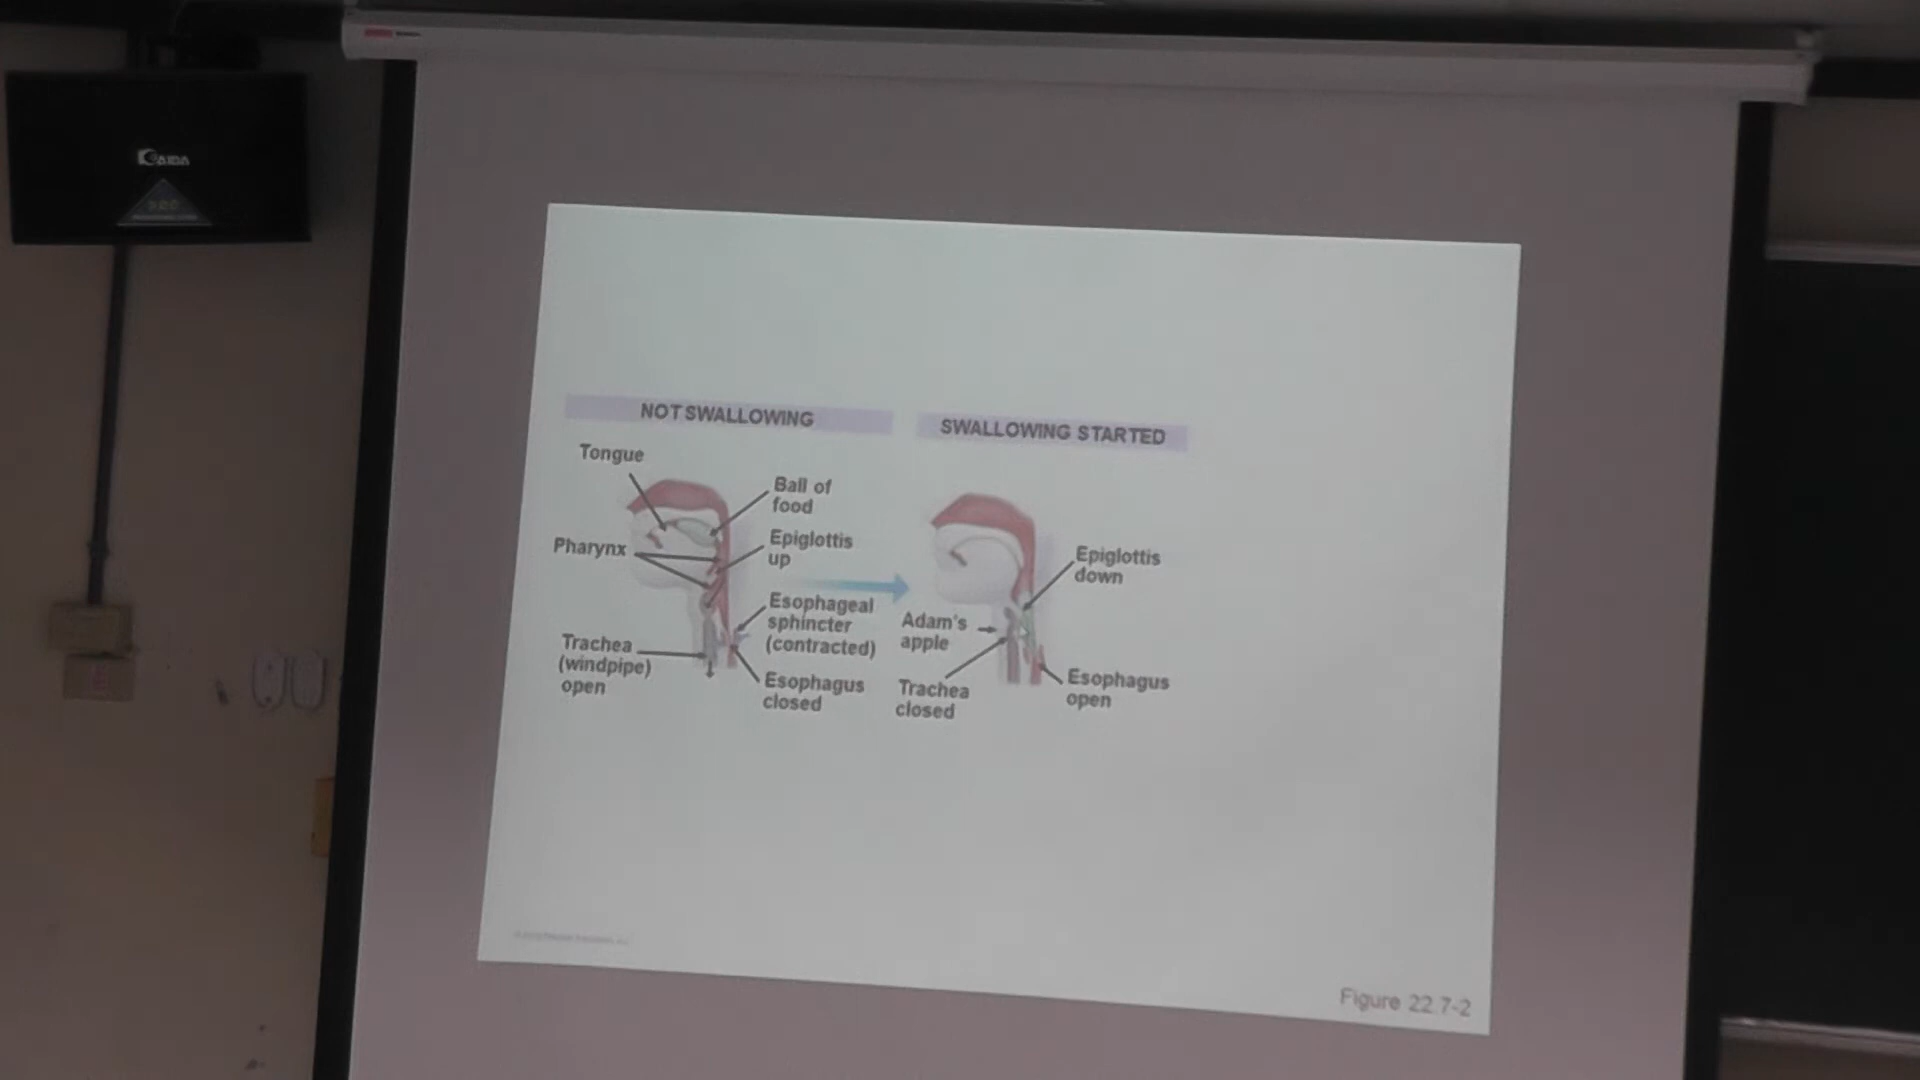 NOT SWALLOWING
Tongue
Ball of
food
Pharynx
Epiglottis
up
Esophageal
sphincter
(contracted)
Trachea
(windpipe)
open
Esophagus
closed
SWALLOWING STARTED
Epiglottis
down
Adam's
apple
Trachea
closed
Esophagus
open
Figure 22.7-2